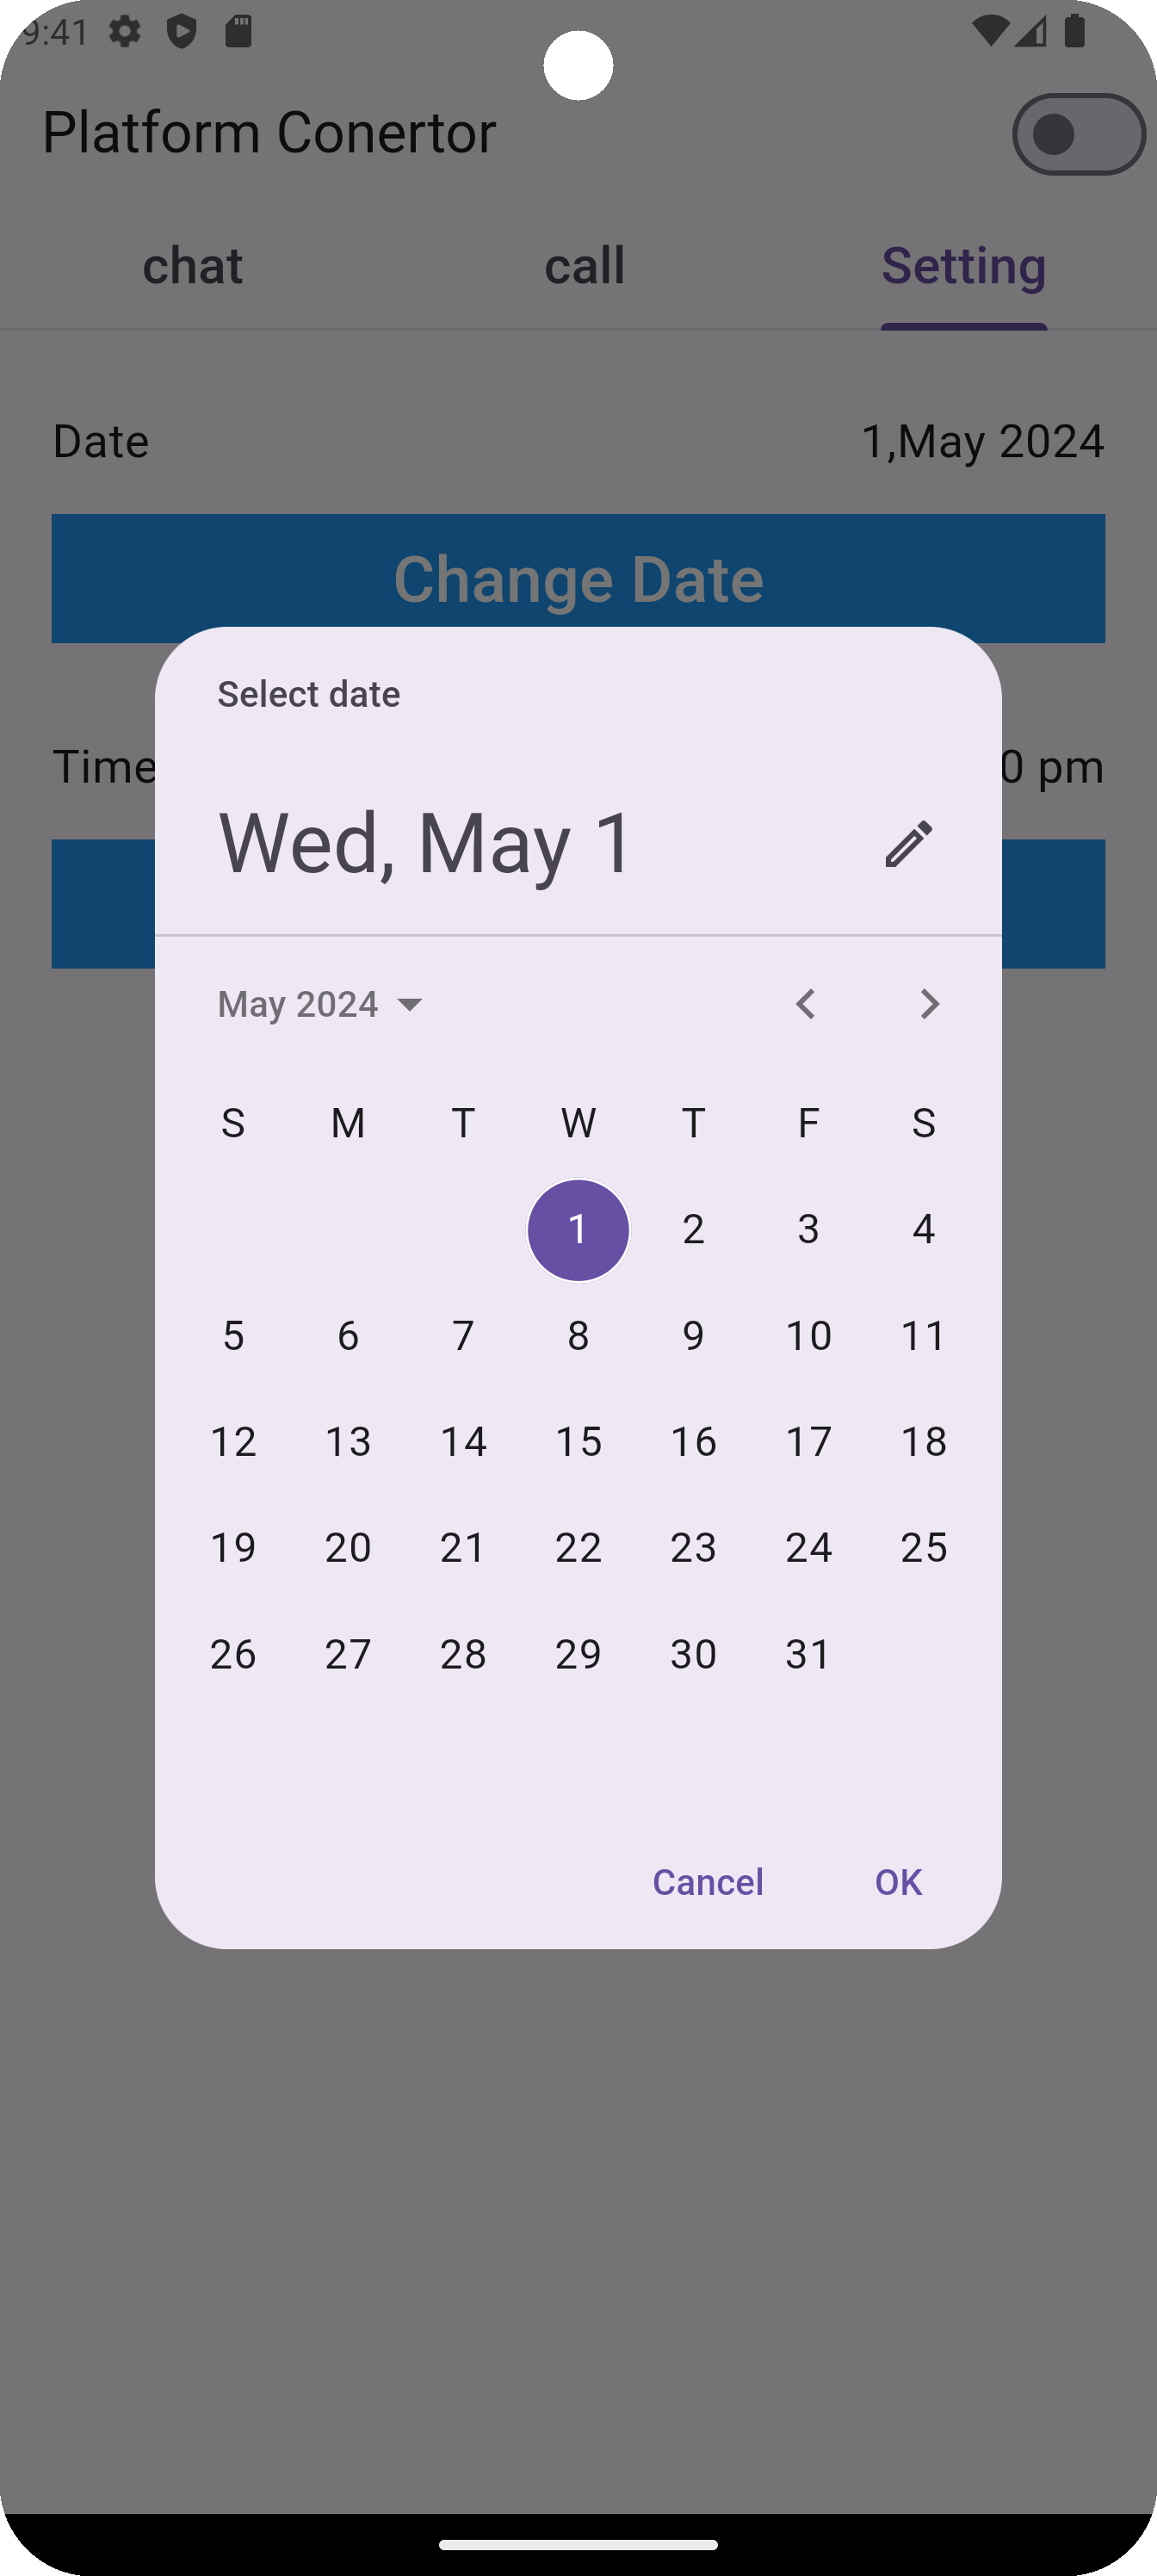 9:41
Platform Conertor
chat call Setting
Date 1,May 2024
Change Date
Select date
Time 0 pm
Wed, May 1
May 2024
S M T W T F S
1 2 3 4
5 6 7 8 9 10 11
12 13 14 15 16 17 18
19 20 21 22 23 24 25
26 27 28 29 30 31
Cancel OK